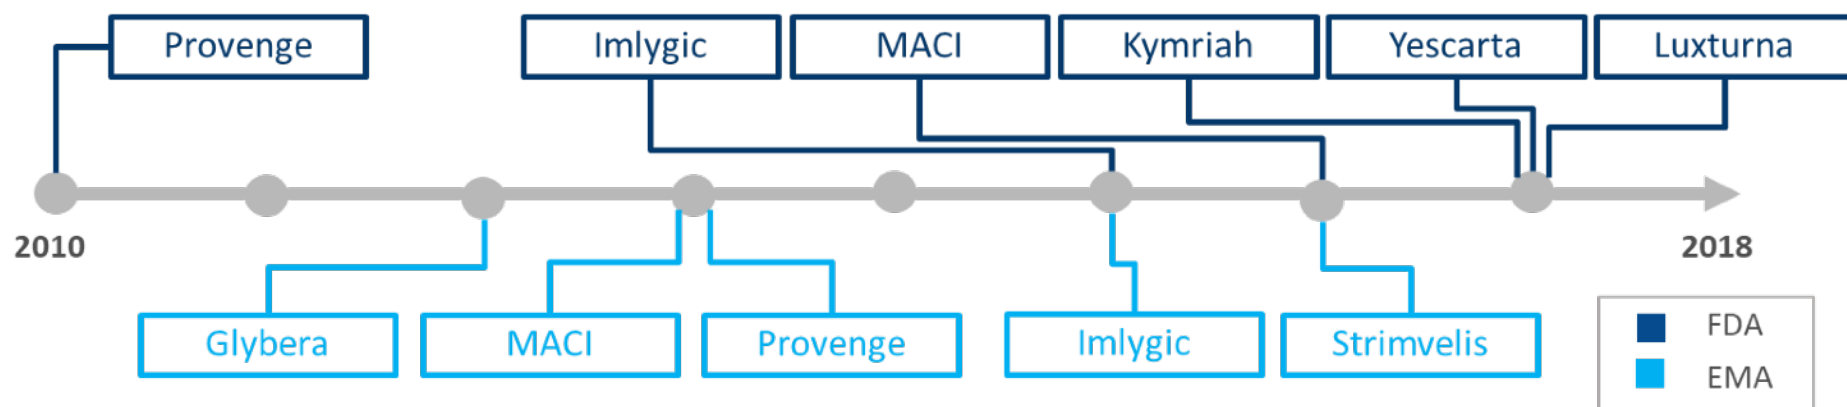 Provenge
Imlygic
MACI
Kymriah
Yescarta
Luxturna
2010
2018
Glybera
MACI
Provenge
Imlygic
Strimvelis
FDA
EMA